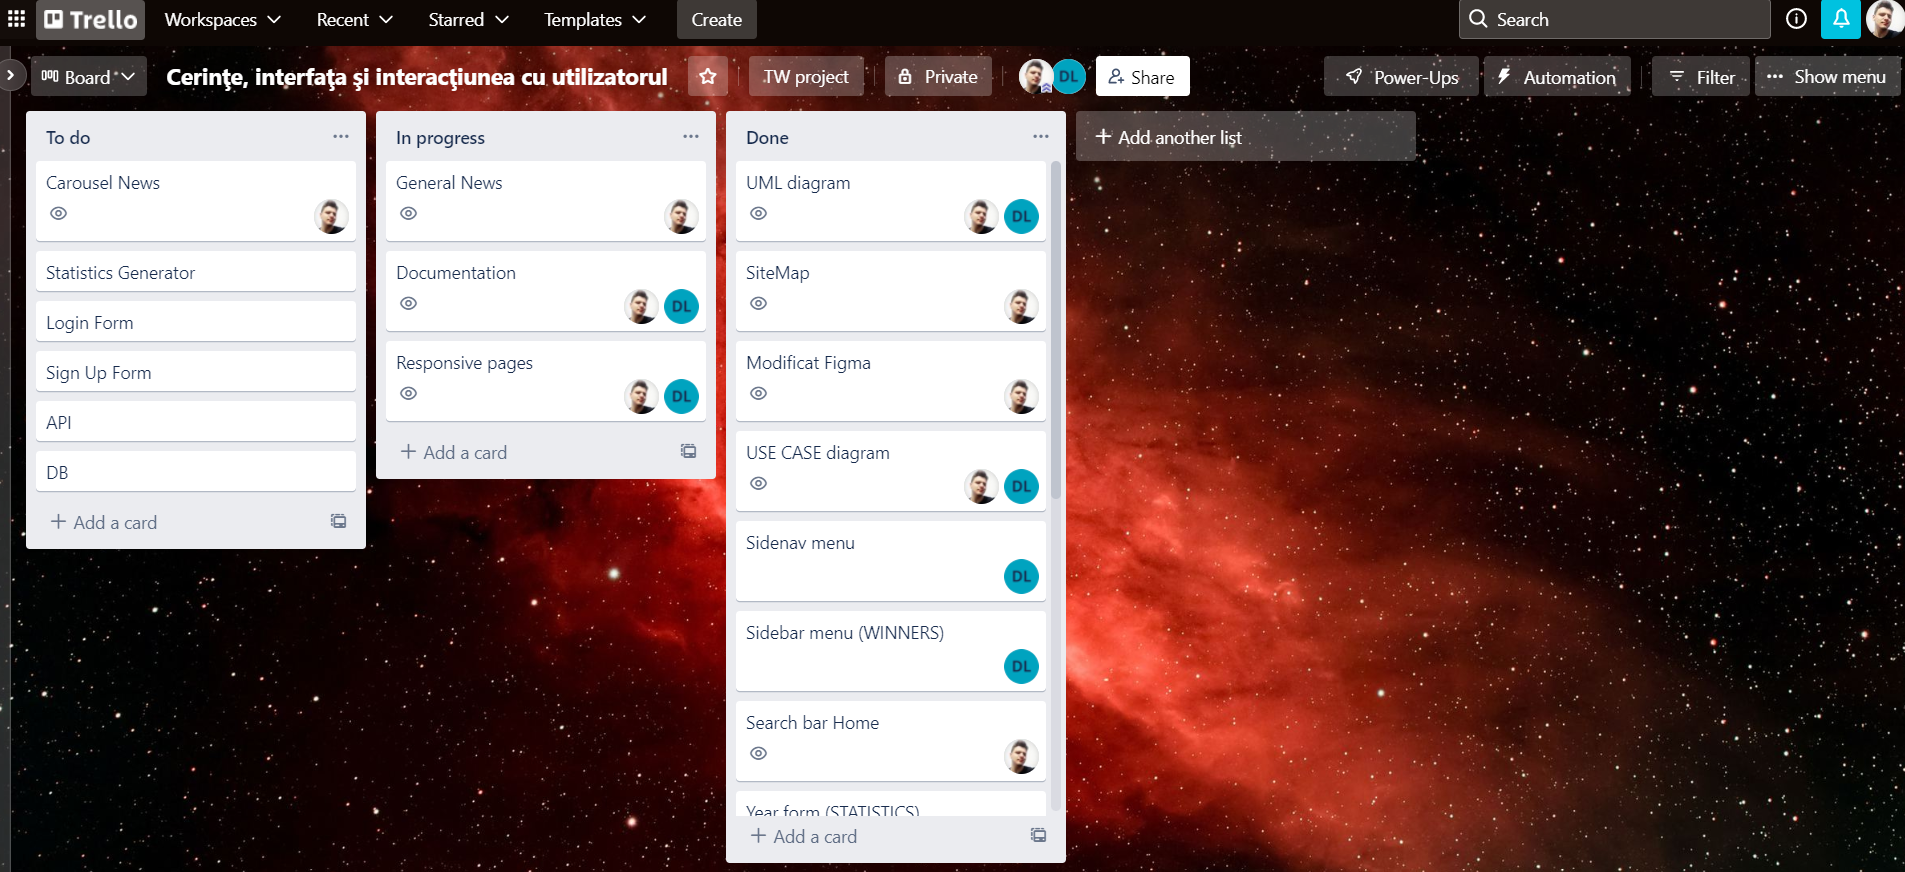 Trello Workspaces Recent Starred Templates Create Search
Board Cerinţe, interfaţa şi interacţiunea cu utilizatorul TW project Private DL Share Power-Ups Automation Filter Show menu
To do
Carousel News
Statistics Generator
Login Form
Sign Up Form
API
DB
Add a card
In progress
General News
Documentation
DL
Responsive pages
DL
Add a card
Done
UML diagram
DL
SiteMap
Modificat Figma
USE CASE diagram
DL
Sidenav menu
DL
Sidebar menu (WINNERS)
DL
Search bar Home
Year form (STATISTICS)
Add a card
Add another list